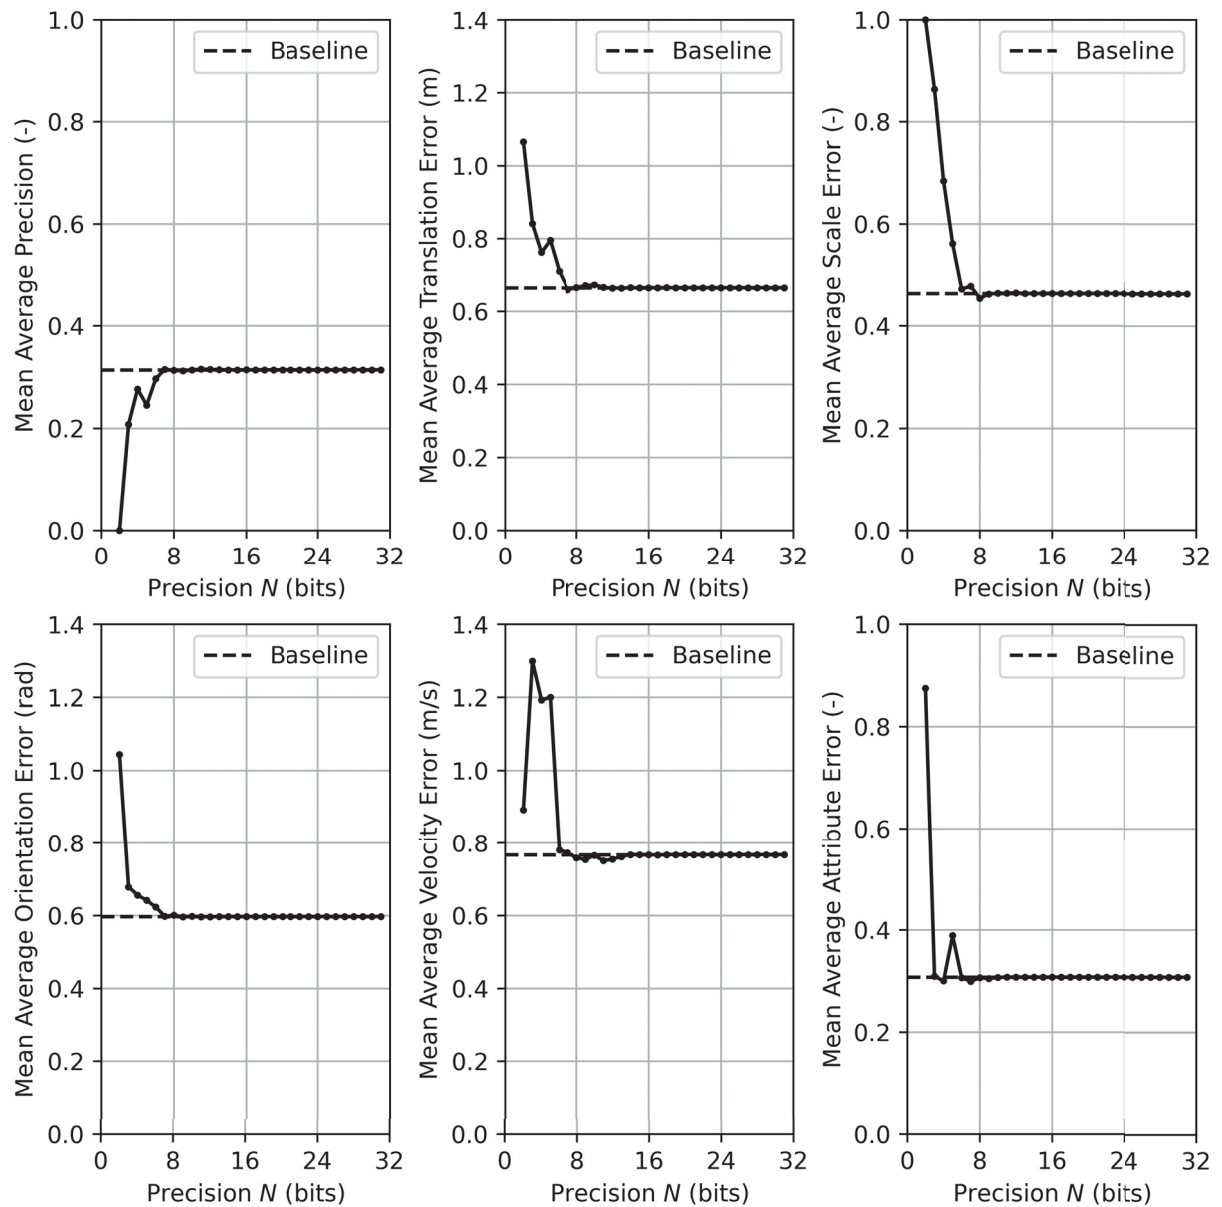 Mean Average Precision (-)
1.0
0.8
0.6
0.4
0.2
0.0
Baseline
0 8 16 24 32
Precision N (bits)
Mean Average Translation Error (m)
1.4
1.2
1.0
0.8
0.6
0.4
0.2
0.0
Baseline
0 8 16 24 32
Precision N (bits)
Mean Average Scale Error (-)
1.0
0.8
0.6
0.4
0.2
0.0
Baseline
0 8 16 24 32
Precision N (bits)
Mean Average Orientation Error (rad)
1.4
1.2
1.0
0.8
0.6
0.4
0.2
0.0
Baseline
0 8 16 24 32
Precision N (bits)
Mean Average Velocity Error (m/s)
1.4
1.2
1.0
0.8
0.6
0.4
0.2
0.0
Baseline
0 8 16 24 32
Precision N (bits)
Mean Average Attribute Error (-)
1.0
0.8
0.6
0.4
0.2
0.0
Baseline
0 8 16 24 32
Precision N (bits)